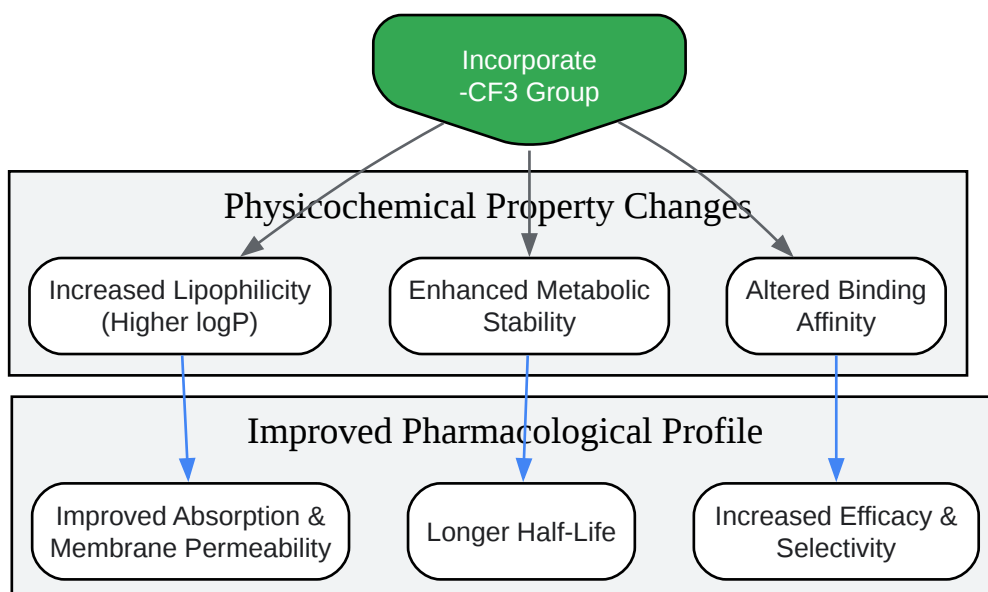 Incorporate
-CF3 Group
Physicochemical Property Changes
Increased Lipophilicity
(Higher logP)
Enhanced Metabolic
Stability
Altered Binding
Affinity
Improved Pharmacological Profile
Improved Absorption &
Membrane Permeability
Longer Half-Life
Increased Efficacy &
Selectivity